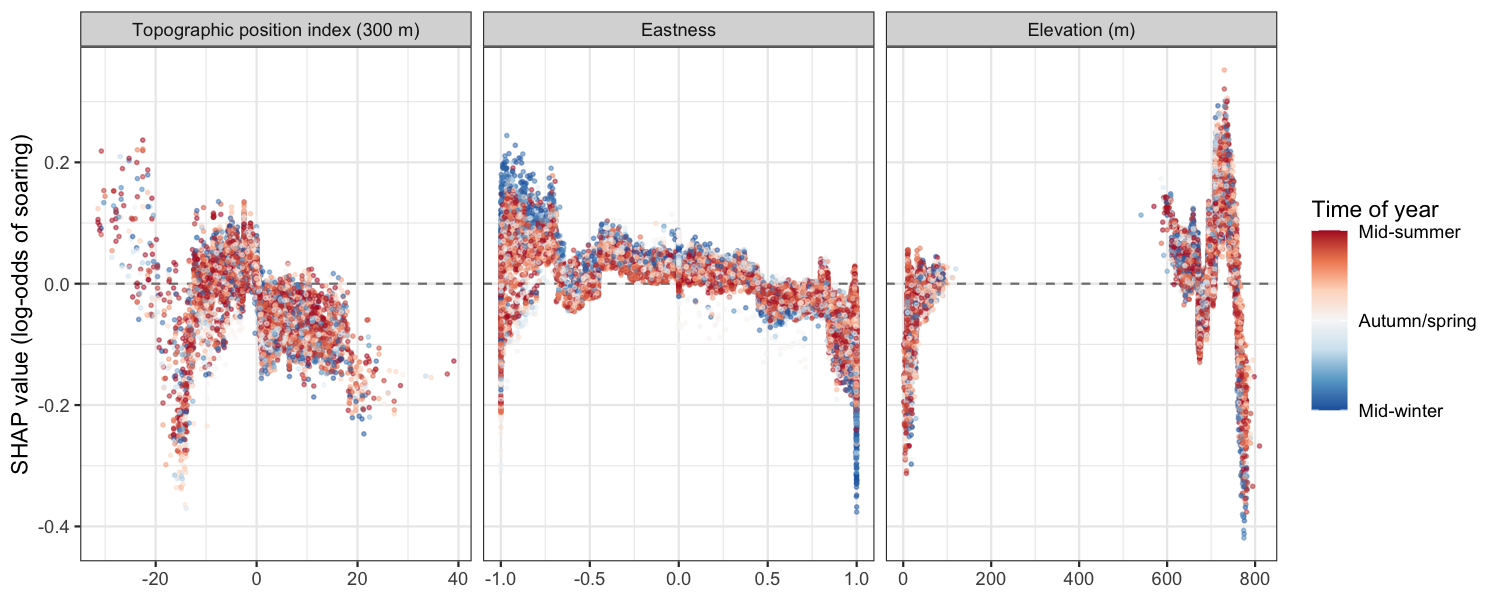 Topographic position index (300 m)
Eastness
Elevation (m)
SHAP value (log-odds of soaring)
0.2
0.0
-0.2
-0.4
-20
0
20
40
-1.0
-0.5
0.0
0.5
1.0
0
200
400
600
800
Time of year
Mid-summer
Autumn/spring
Mid-winter